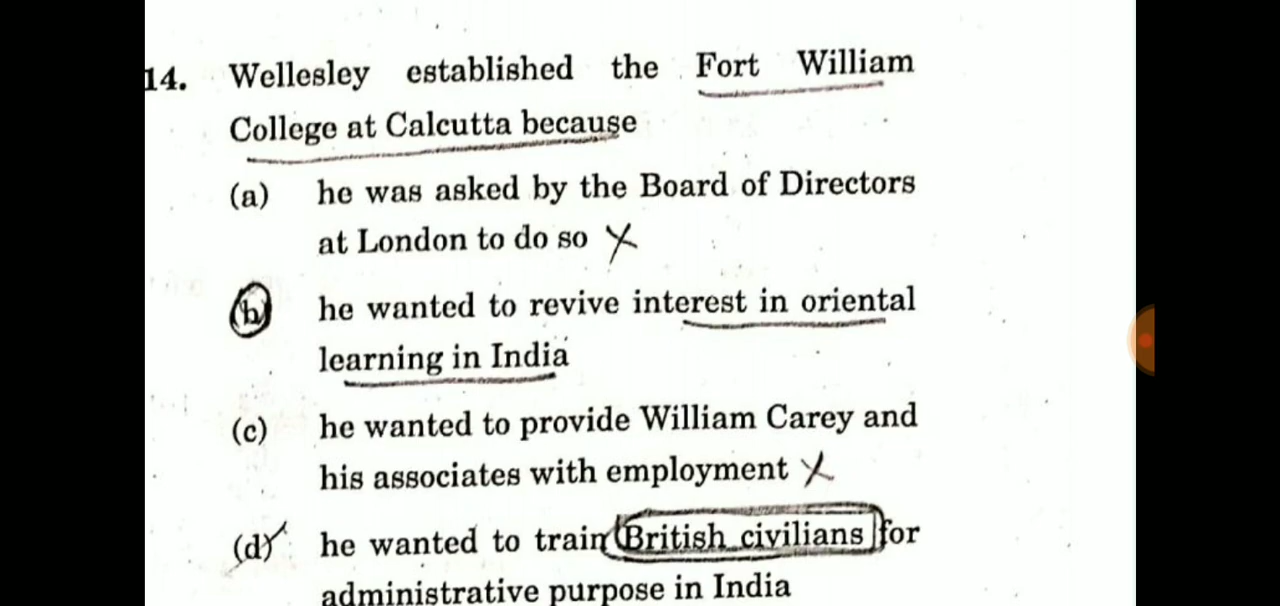 14. Wellesley established the Fort William
College at Calcutta because
(a) he was asked by the Board of Directors
at London to do so
(b) he wanted to revive interest in oriental
learning in India
(c) he wanted to provide William Carey and
his associates with employment
(d) he wanted to train British civilians for
administrative purpose in India